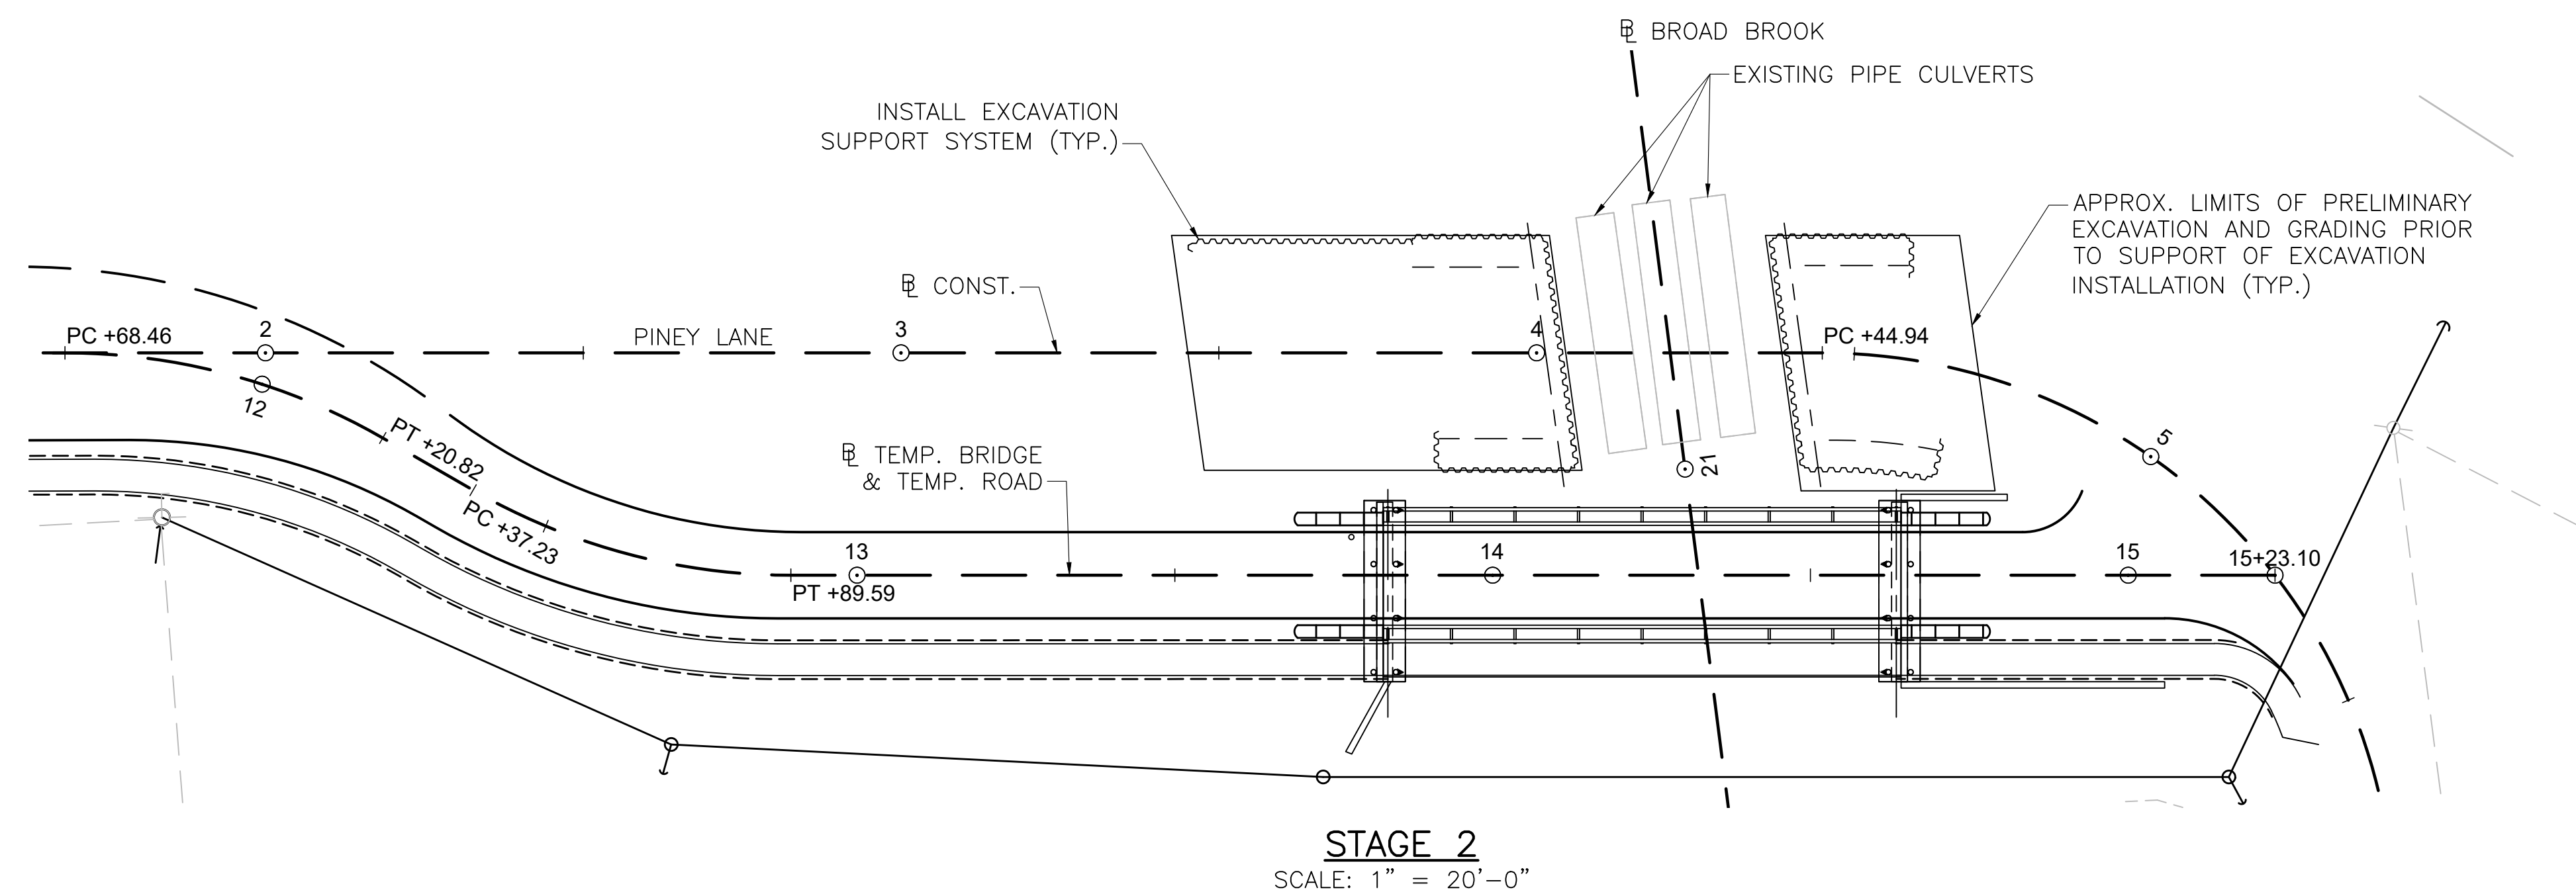 ℄ BROAD BROOK
EXISTING PIPE CULVERTS
INSTALL EXCAVATION
SUPPORT SYSTEM (TYP.)
APPROX. LIMITS OF PRELIMINARY
EXCAVATION AND GRADING PRIOR
TO SUPPORT OF EXCAVATION
INSTALLATION (TYP.)
℄ CONST.
PC +68.46
2
PINEY LANE
3
4
PC +44.94
12
PT +20.82
5
℄ TEMP. BRIDGE
& TEMP. ROAD
21
PC +37.23
13
14
15
15+23.10
PT +89.59
STAGE 2
SCALE: 1" = 20'-0"